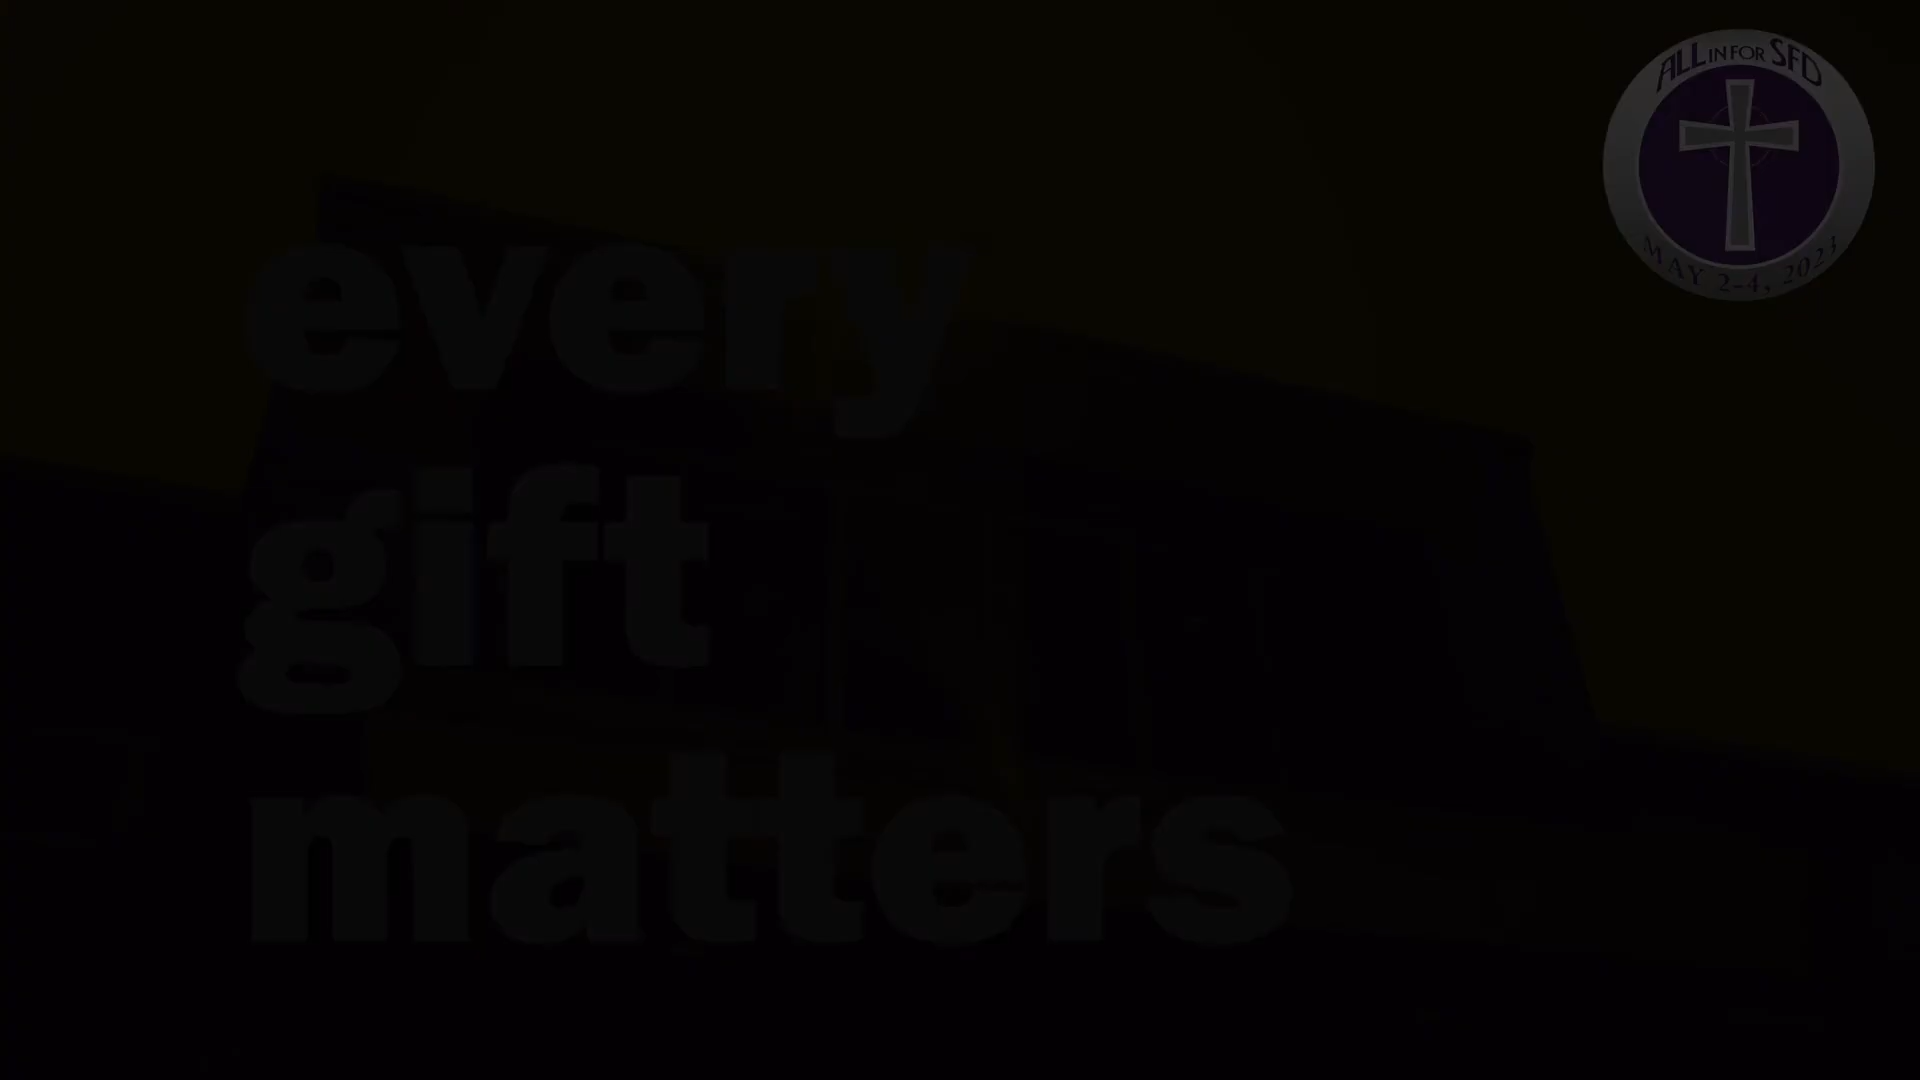 ALL IN FOR SFD
MAY 2-4, 2023
every
gift
matters